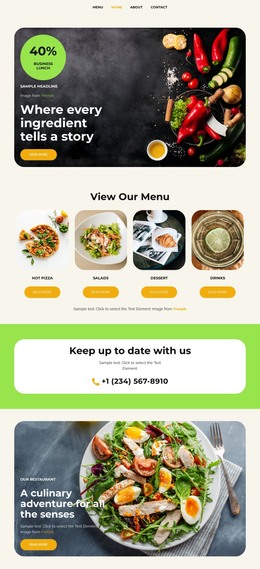 MENU HOME ABOUT CONTACT
40%
BUSINESS
LUNCH
SAMPLE HEADLINE
Image from Freepik
Where every
ingredient
tells a story
READ MORE
View Our Menu
HOT PIZZA SALADS DESSERT DRINKS
READ MORE READ MORE READ MORE READ MORE
Sample text. Click to select the Text Element. Image from Freepik
Keep up to date with us
Sample text. Click to select the Text
Element.
+1 (234) 567-8910
OUR RESTAURANT
A culinary
adventure for all
the senses
Sample text. Click to select the Text Element.
Image from Freepik
READ MORE